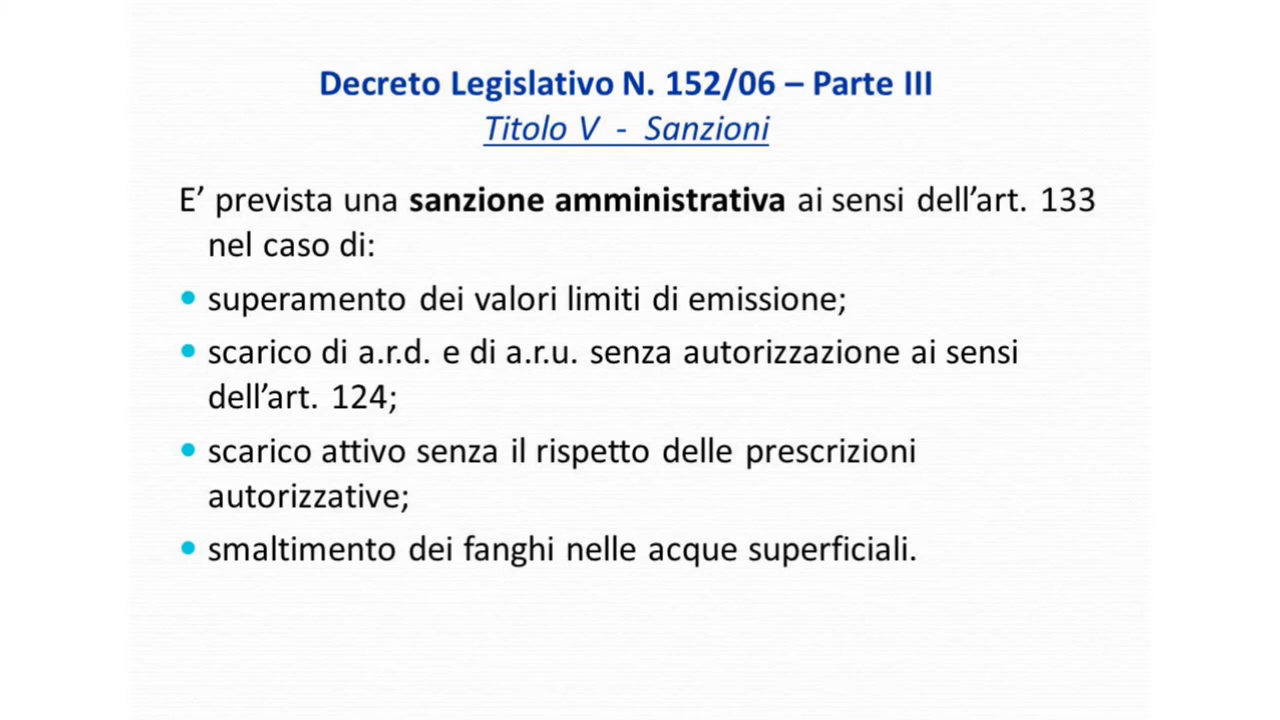 Decreto Legislativo N. 152/06 – Parte III
Titolo V - Sanzioni
E’ prevista una sanzione amministrativa ai sensi dell’art. 133
nel caso di:
• superamento dei valori limiti di emissione;
• scarico di a.r.d. e di a.r.u. senza autorizzazione ai sensi
dell’art. 124;
• scarico attivo senza il rispetto delle prescrizioni
autorizzative;
• smaltimento dei fanghi nelle acque superficiali.